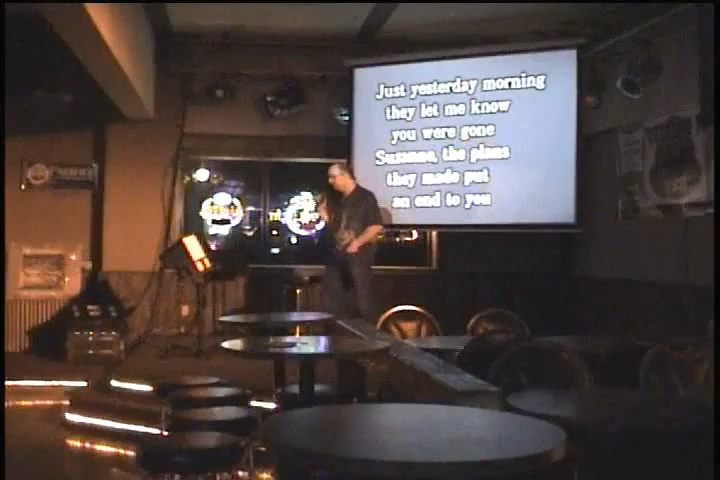 Just yesterday morning
they let me know
you were gone
Suzanne, the plans
they made put
an end to you